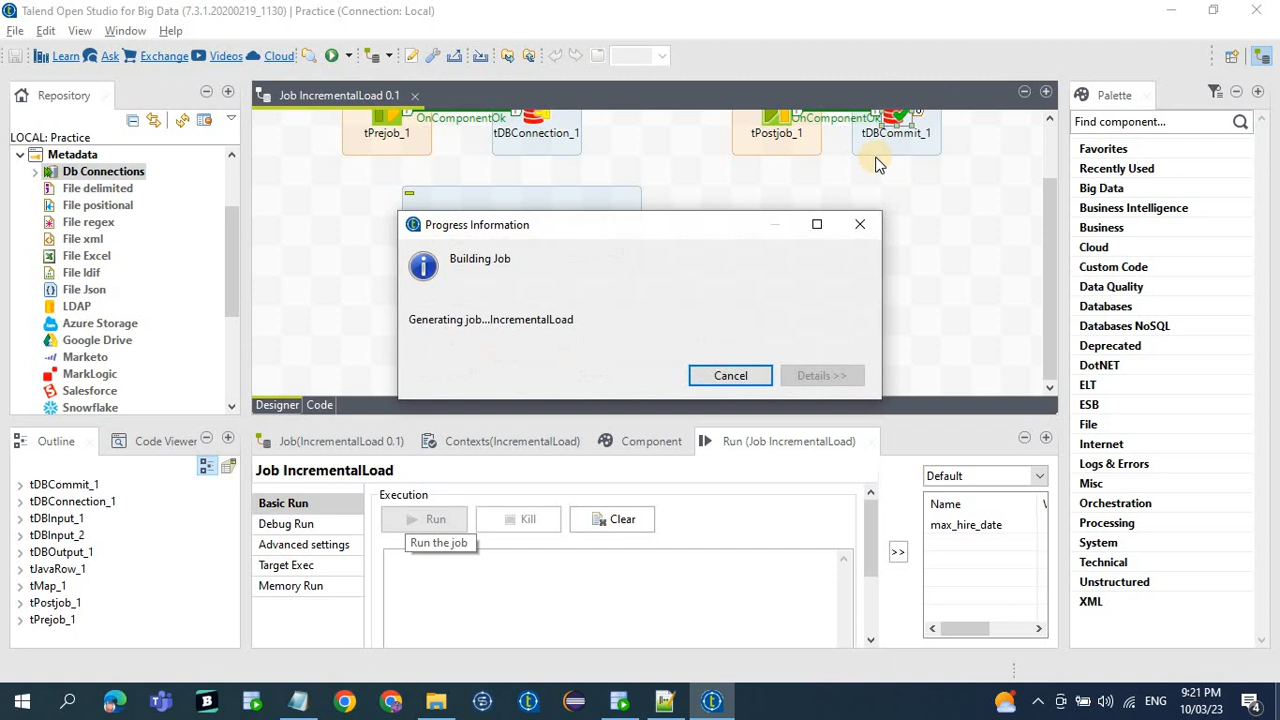 Talend Open Studio for Big Data (7.3.1.20200219_1130) | Practice (Connection: Local)
File Edit View Window Help
Learn Ask Exchange Videos Cloud
Repository
LOCAL: Practice
Metadata
Db Connections
File delimited
File positional
File regex
File xml
File Excel
File ldif
File Json
LDAP
Azure Storage
Google Drive
Marketo
MarkLogic
Salesforce
Snowflake
Job IncrementalLoad 0.1
OnComponentOk
tPrejob_1
tDBConnection_1
OnComponentOk
tPostjob_1
tDBCommit_1
Progress Information
Building Job
Generating job...IncrementalLoad
Cancel
Details >>
Designer Code
Palette
Find component...
Favorites
Recently Used
Big Data
Business Intelligence
Business
Cloud
Custom Code
Data Quality
Databases
Databases NoSQL
Deprecated
DotNET
ELT
ESB
File
Internet
Logs & Errors
Misc
Orchestration
Processing
System
Technical
Unstructured
XML
Outline
Code Viewer
tDBCommit_1
tDBConnection_1
tDBInput_1
tDBInput_2
tDBOutput_1
tJavaRow_1
tMap_1
tPostjob_1
tPrejob_1
Job(IncrementalLoad 0.1)
Contexts(IncrementalLoad)
Component
Run (Job IncrementalLoad)
Job IncrementalLoad
Basic Run
Debug Run
Advanced settings
Target Exec
Memory Run
Execution
Run
Kill
Clear
Run the job
Default
Name
max_hire_date
>>
ENG
9:21 PM
10/03/23
4